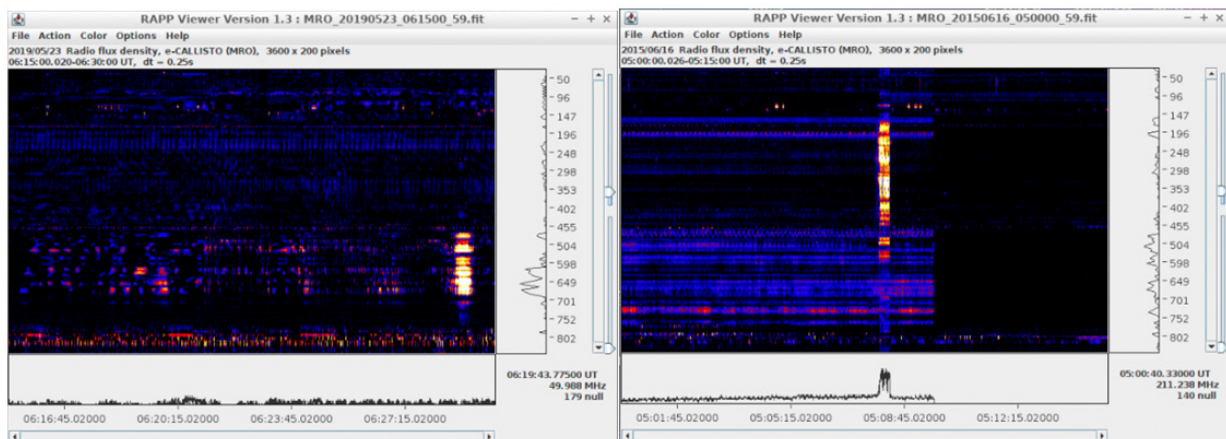 RAPP Viewer Version 1.3 : MRO_20190523_061500_59.fit
File Action Color Options Help
2019/05/23 Radio flux density, e-CALLISTO (MRO), 3600 x 200 pixels
06:15:00.020-06:30:00 UT, dt = 0.25s
50
96
147
196
248
298
353
402
455
504
598
649
701
752
802
06:19:43.77500 UT
49.988 MHz
179 null
06:16:45.02000 06:20:15.02000 06:23:45.02000 06:27:15.02000
RAPP Viewer Version 1.3 : MRO_20150616_050000_59.fit
File Action Color Options Help
2015/06/16 Radio flux density, e-CALLISTO (MRO), 3600 x 200 pixels
05:00:00.026-05:15:00 UT, dt = 0.25s
50
96
147
196
248
298
353
402
455
504
598
649
701
752
802
05:00:40.33000 UT
211.238 MHz
140 null
05:01:45.02000 05:05:15.02000 05:08:45.02000 05:12:15.02000